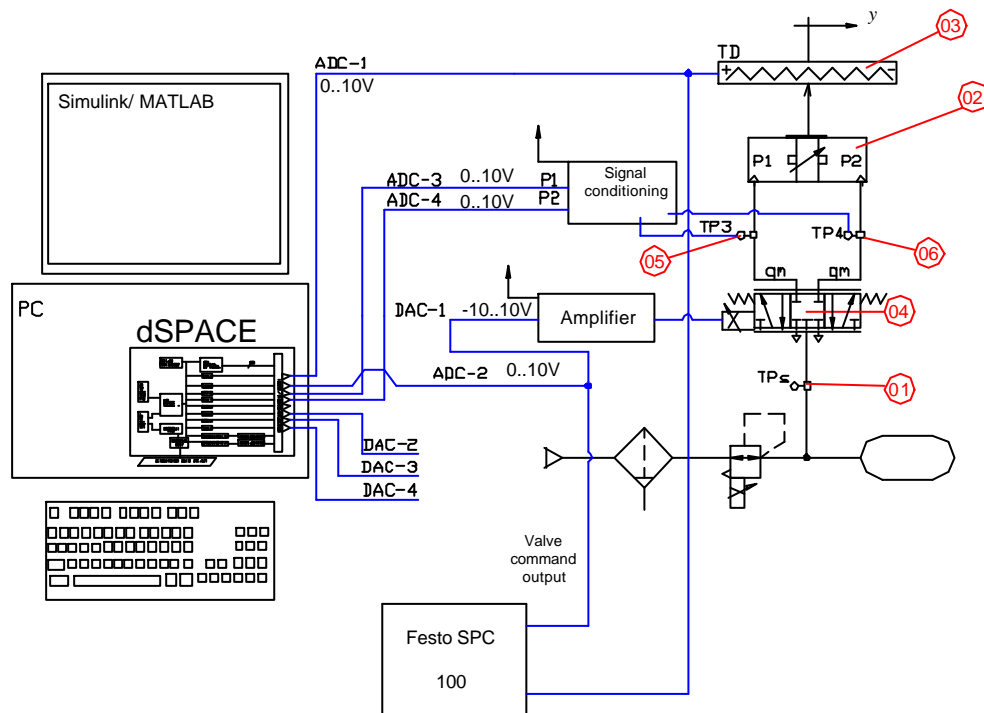 y
03
TD
+
-
ADC-1
0..10V
Simulink/ MATLAB
02
P1
P2
Signal
conditioning
P1
P2
ADC-3
0..10V
ADC-4
0..10V
TP3
TP4
05
06
qm
qm
PC
dSPACE
DAC-1
-10..10V
Amplifier
04
ADC-2
0..10V
TPs
01
DAC-2
DAC-3
DAC-4
Valve
command
output
Festo SPC
100